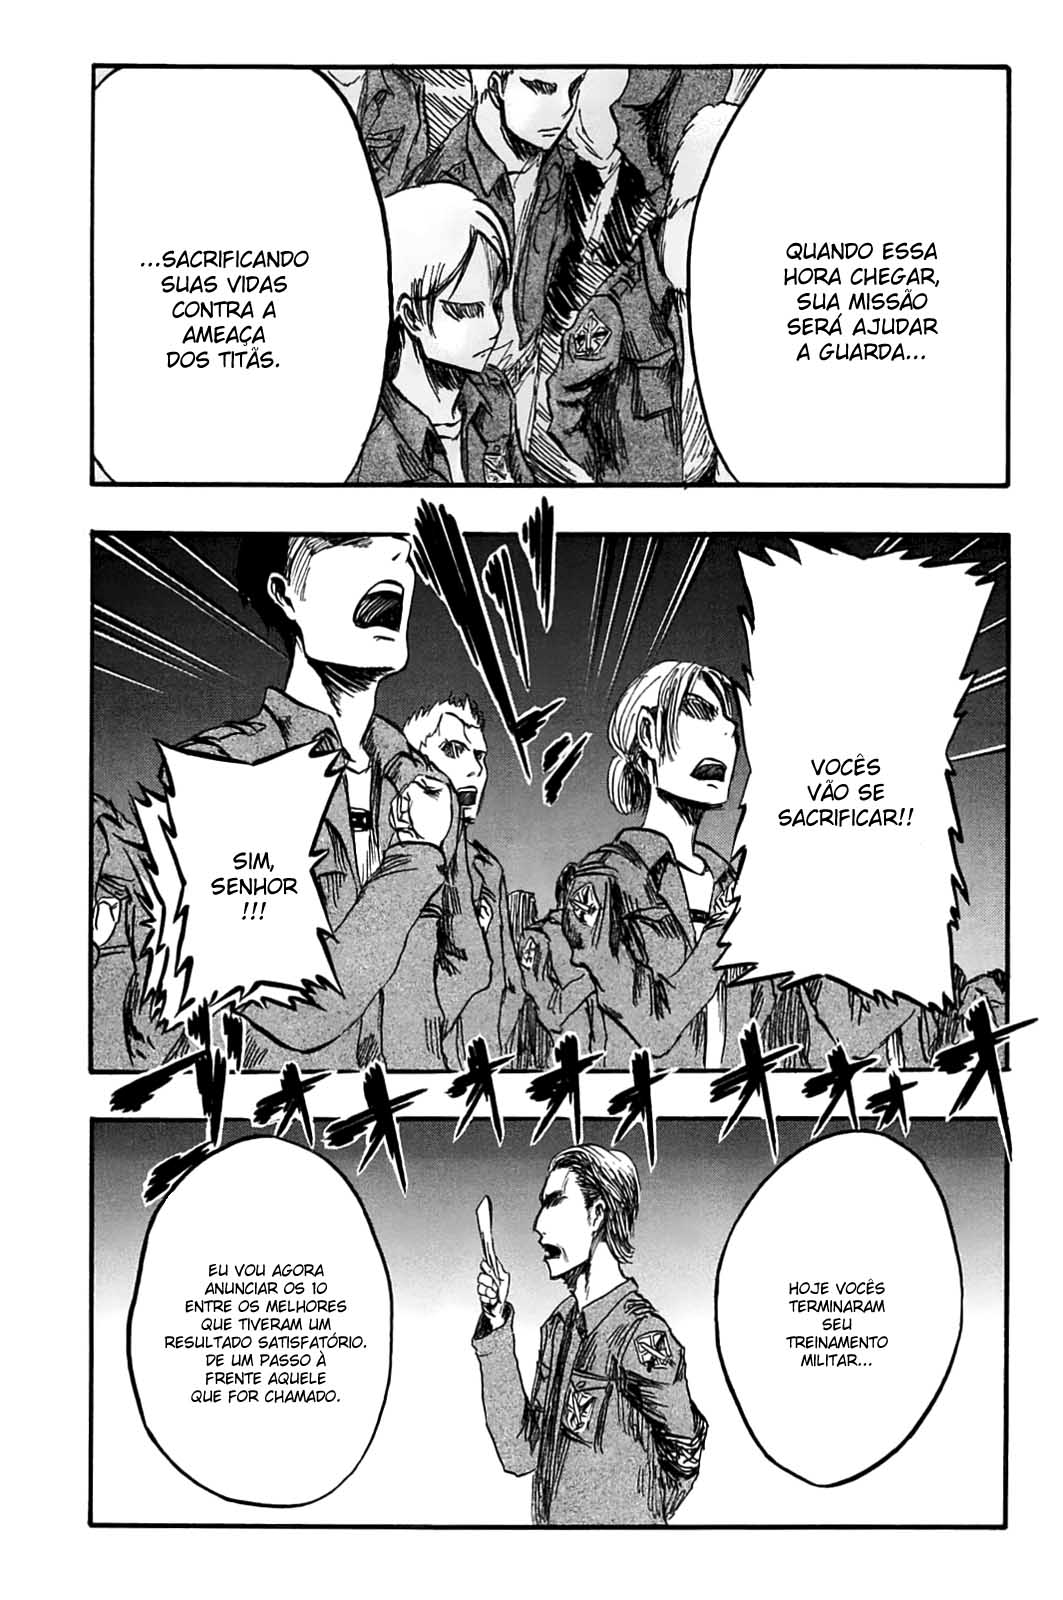 QUANDO ESSA
HORA CHEGAR,
SUA MISSÃO
SERÁ AJUDAR
A GUARDA...
...SACRIFICANDO
SUAS VIDAS
CONTRA A
AMEAÇA
DOS TITÃS.
VOCÊS
VÃO SE
SACRIFICAR!!
SIM,
SENHOR
!!!
HOJE VOCÊS
TERMINARAM
SEU
TREINAMENTO
MILITAR...
EU VOU AGORA
ANUNCIAR OS 10
ENTRE OS MELHORES
QUE TIVERAM UM
RESULTADO SATISFATÓRIO.
DE UM PASSO À
FRENTE AQUELE
QUE FOR CHAMADO.